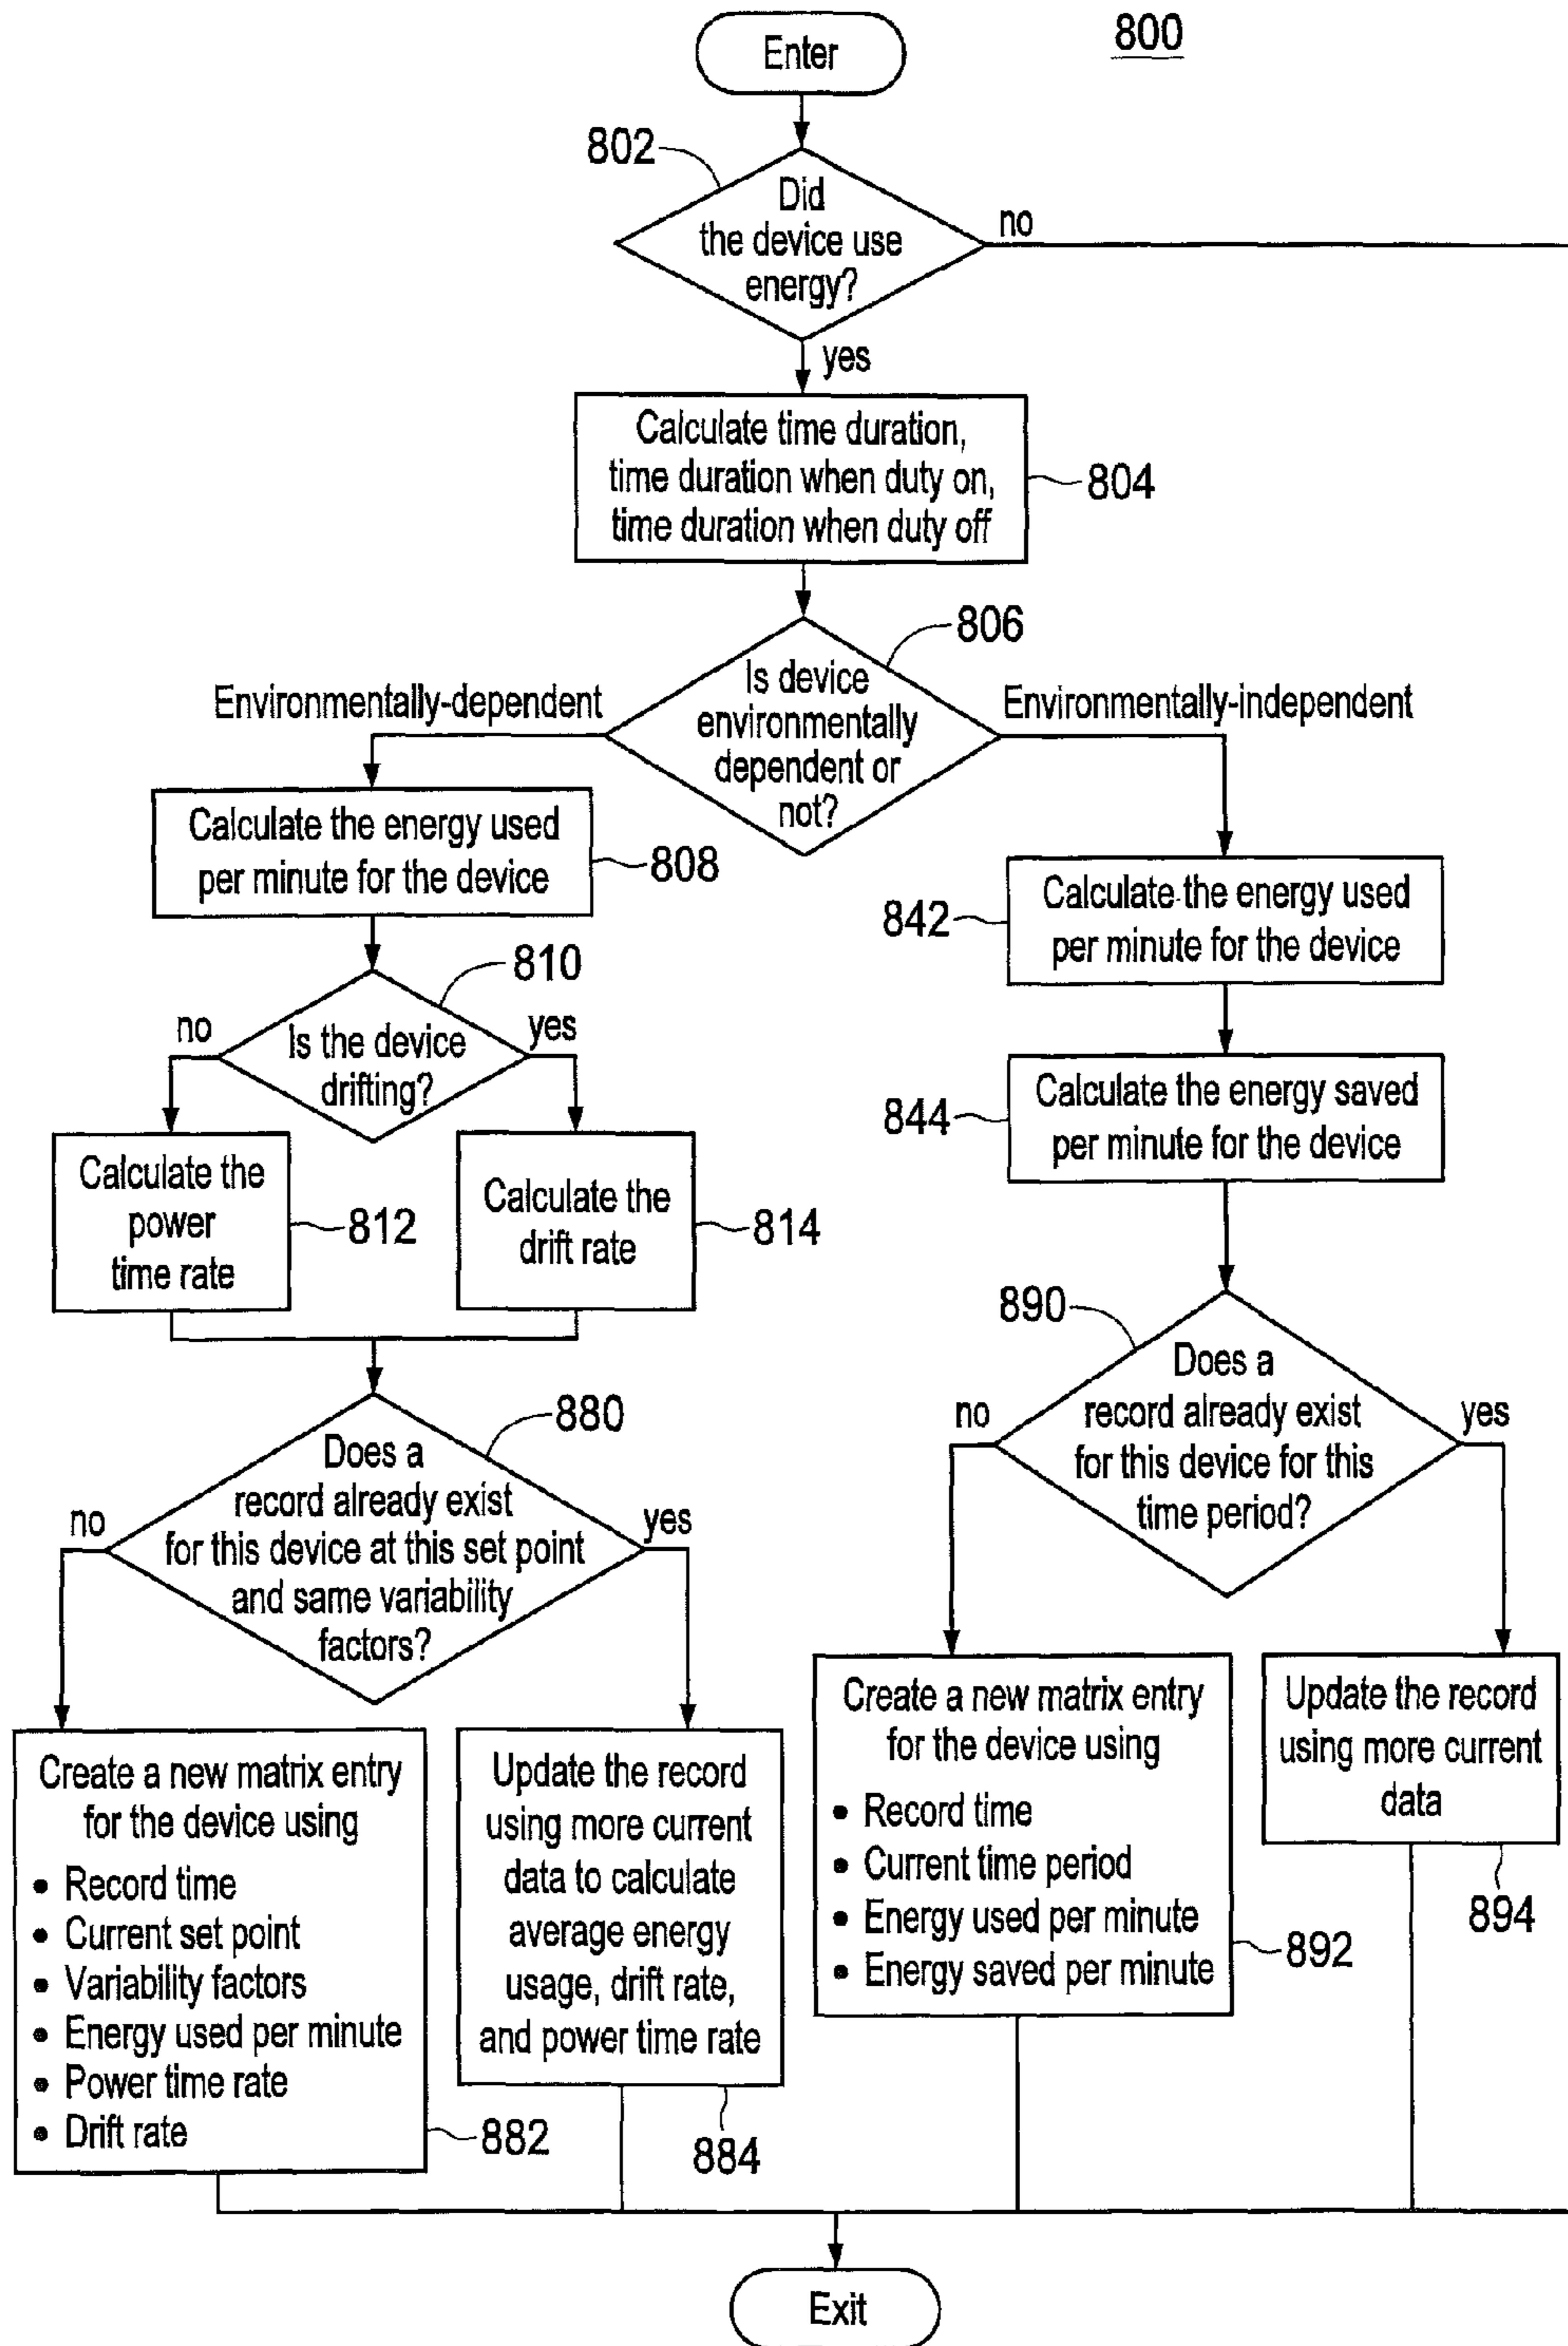 800
Enter
802
Did
the device use
energy?
no
yes
Calculate time duration,
time duration when duty on,
time duration when duty off
804
806
Is device
environmentally
dependent or
not?
Environmentally-dependent
Environmentally-independent
Calculate the energy used
per minute for the device
808
810
Is the device
drifting?
no
yes
Calculate the
power
time rate
812
Calculate the
drift rate
814
880
Does a
record already exist
for this device at this set point
and same variability
factors?
no
yes
Create a new matrix entry
for the device using
• Record time
• Current set point
• Variability factors
• Energy used per minute
• Power time rate
• Drift rate
882
Update the record
using more current
data to calculate
average energy
usage, drift rate,
and power time rate
884
842
Calculate the energy used
per minute for the device
844
Calculate the energy saved
per minute for the device
890
Does a
record already exist
for this device for this
time period?
no
yes
Create a new matrix entry
for the device using
• Record time
• Current time period
• Energy used per minute
• Energy saved per minute
892
Update the record
using more current
data
894
Exit